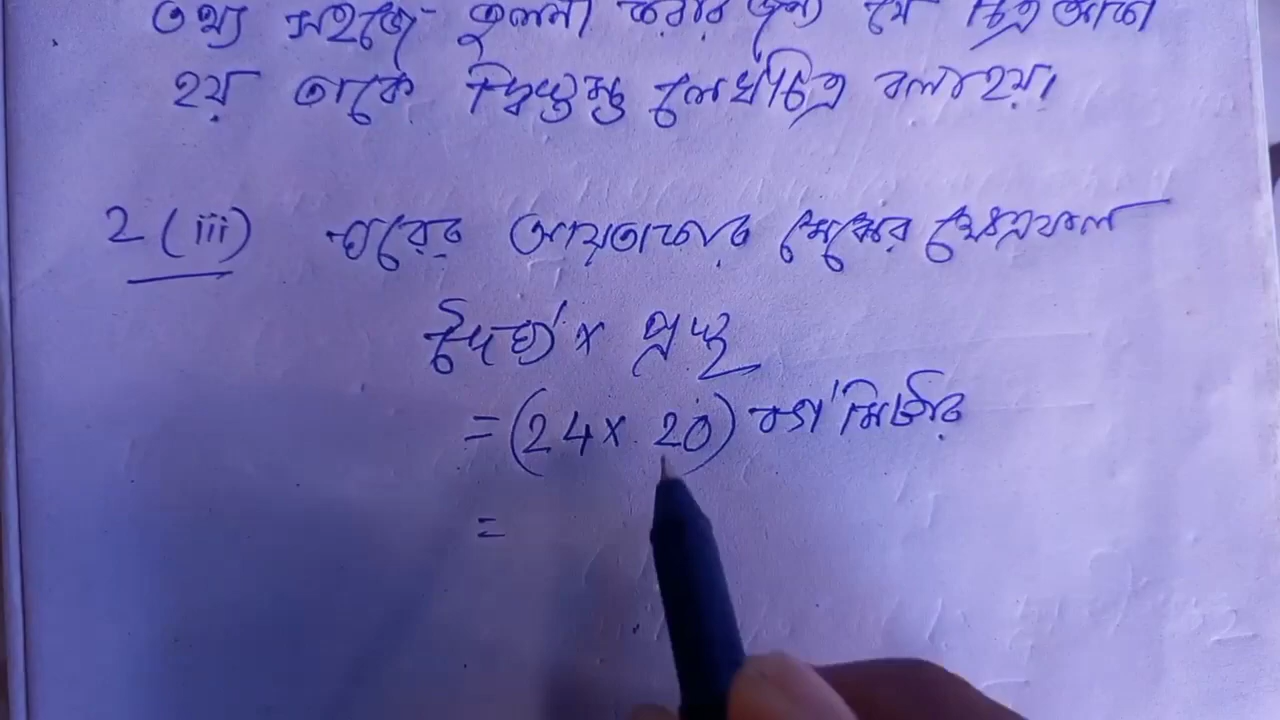 তথ্য সহজে তুলনা করার জন্য যে চিত্র আঁকা
হয় তাকে দ্বিস্তম্ভ লেখচিত্র বলা হয়।
2 (iii) ঘরের আয়তাকার মেঝের ক্ষেত্রফল
দৈর্ঘ্য × প্রস্থ
= (24 × 20) বর্গ মিটার
=